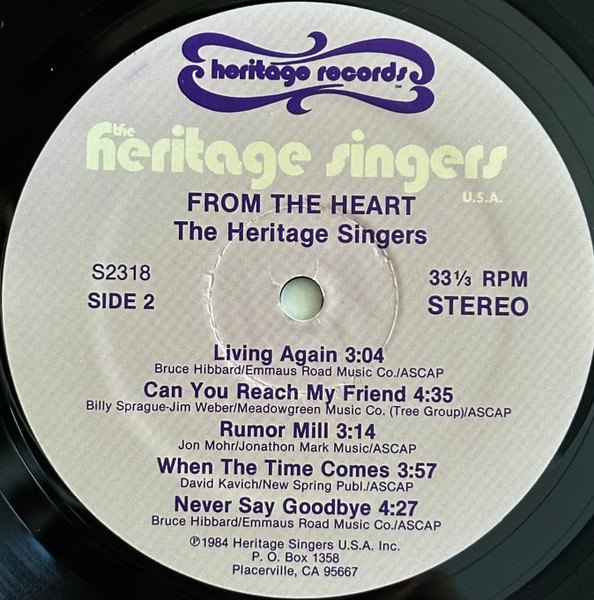 heritage records
SM
the
heritage singers
U.S.A.
FROM THE HEART
The Heritage Singers
S2318
33⅓ RPM
SIDE 2
STEREO
Living Again 3:04
Bruce Hibbard/Emmaus Road Music Co./ASCAP
Can You Reach My Friend 4:35
Billy Sprague-Jim Weber/Meadowgreen Music Co. (Tree Group)/ASCAP
Rumor Mill 3:14
Jon Mohr/Jonathon Mark Music/ASCAP
When The Time Comes 3:57
David Kavich/New Spring Publ./ASCAP
Never Say Goodbye 4:27
Bruce Hibbard/Emmaus Road Music Co./ASCAP
℗1984 Heritage Singers U.S.A. Inc.
P. O. Box 1358
Placerville, CA 95667